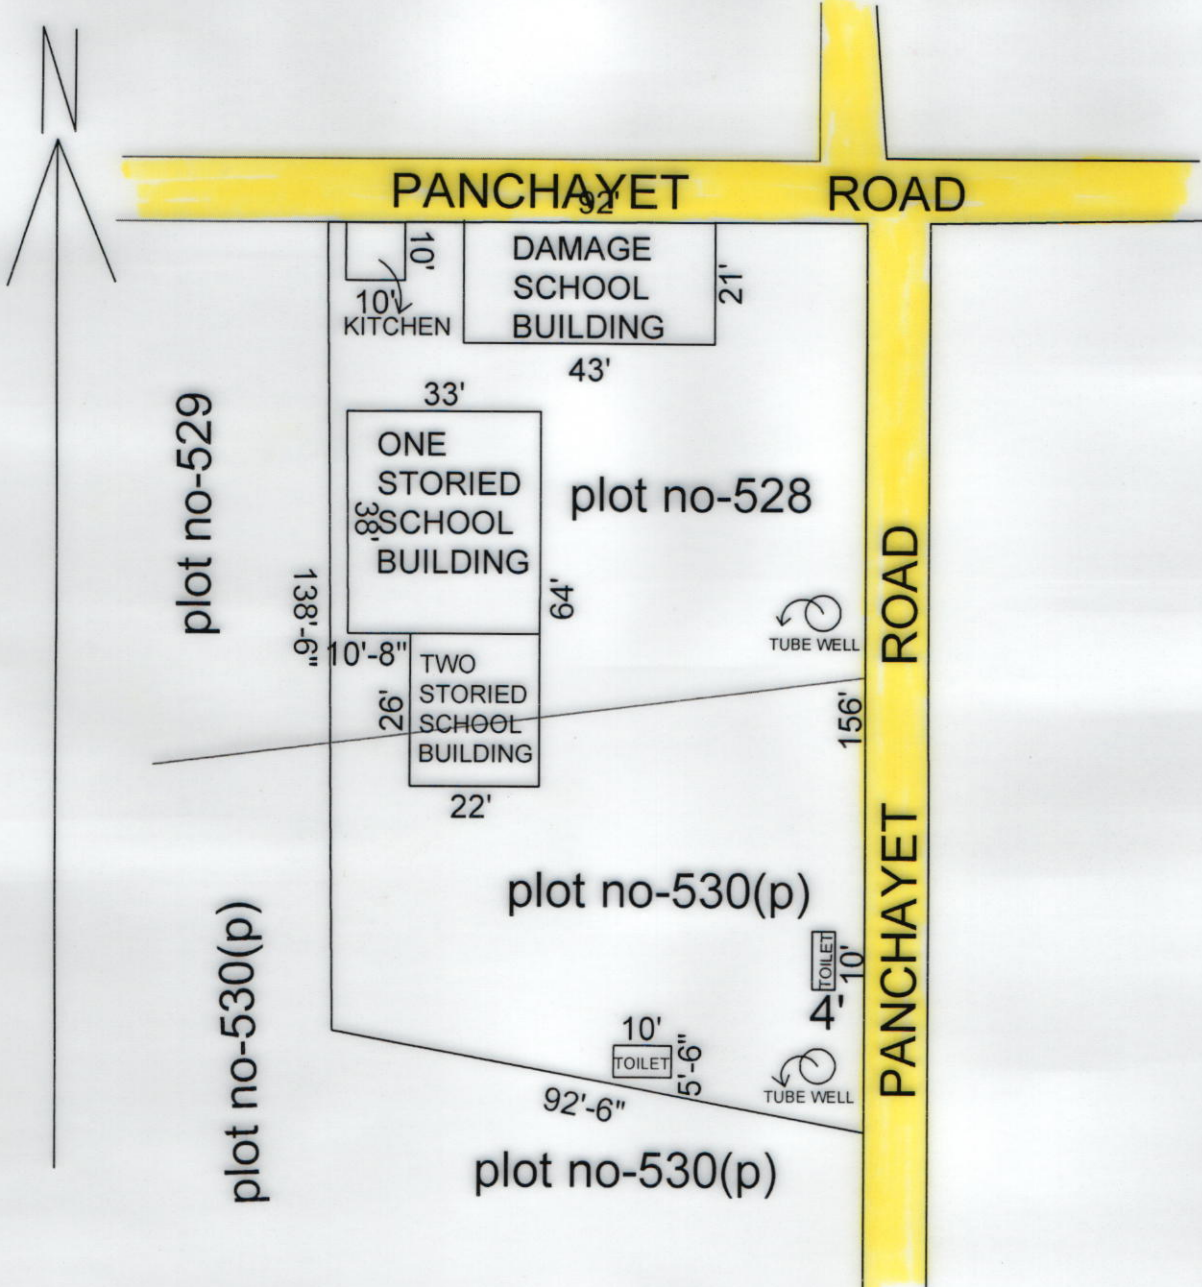 N
PANCHAYET ROAD
92'
10'
10'
KITCHEN
DAMAGE
SCHOOL
BUILDING
21'
43'
33'
ONE
STORIED
SCHOOL
BUILDING
38'
64'
plot no-529
plot no-528
138'-6"
10'-8"
TWO
STORIED
SCHOOL
BUILDING
26'
22'
TUBE WELL
156'
PANCHAYET ROAD
plot no-530(p)
TOILET
10'
4'
10'
TOILET
5'-6"
TUBE WELL
92'-6"
plot no-530(p)
plot no-530(p)